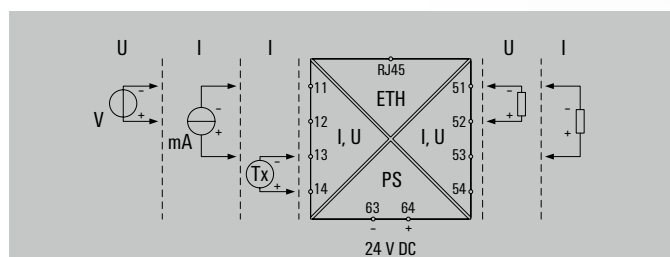 U I I U I
RJ45
- 11 ETH 51 -
+ 12 52 +
V - + -
mA I, U I, U +
- 13 53
Tx
+ 14 PS 54
63 64
- +
24 V DC